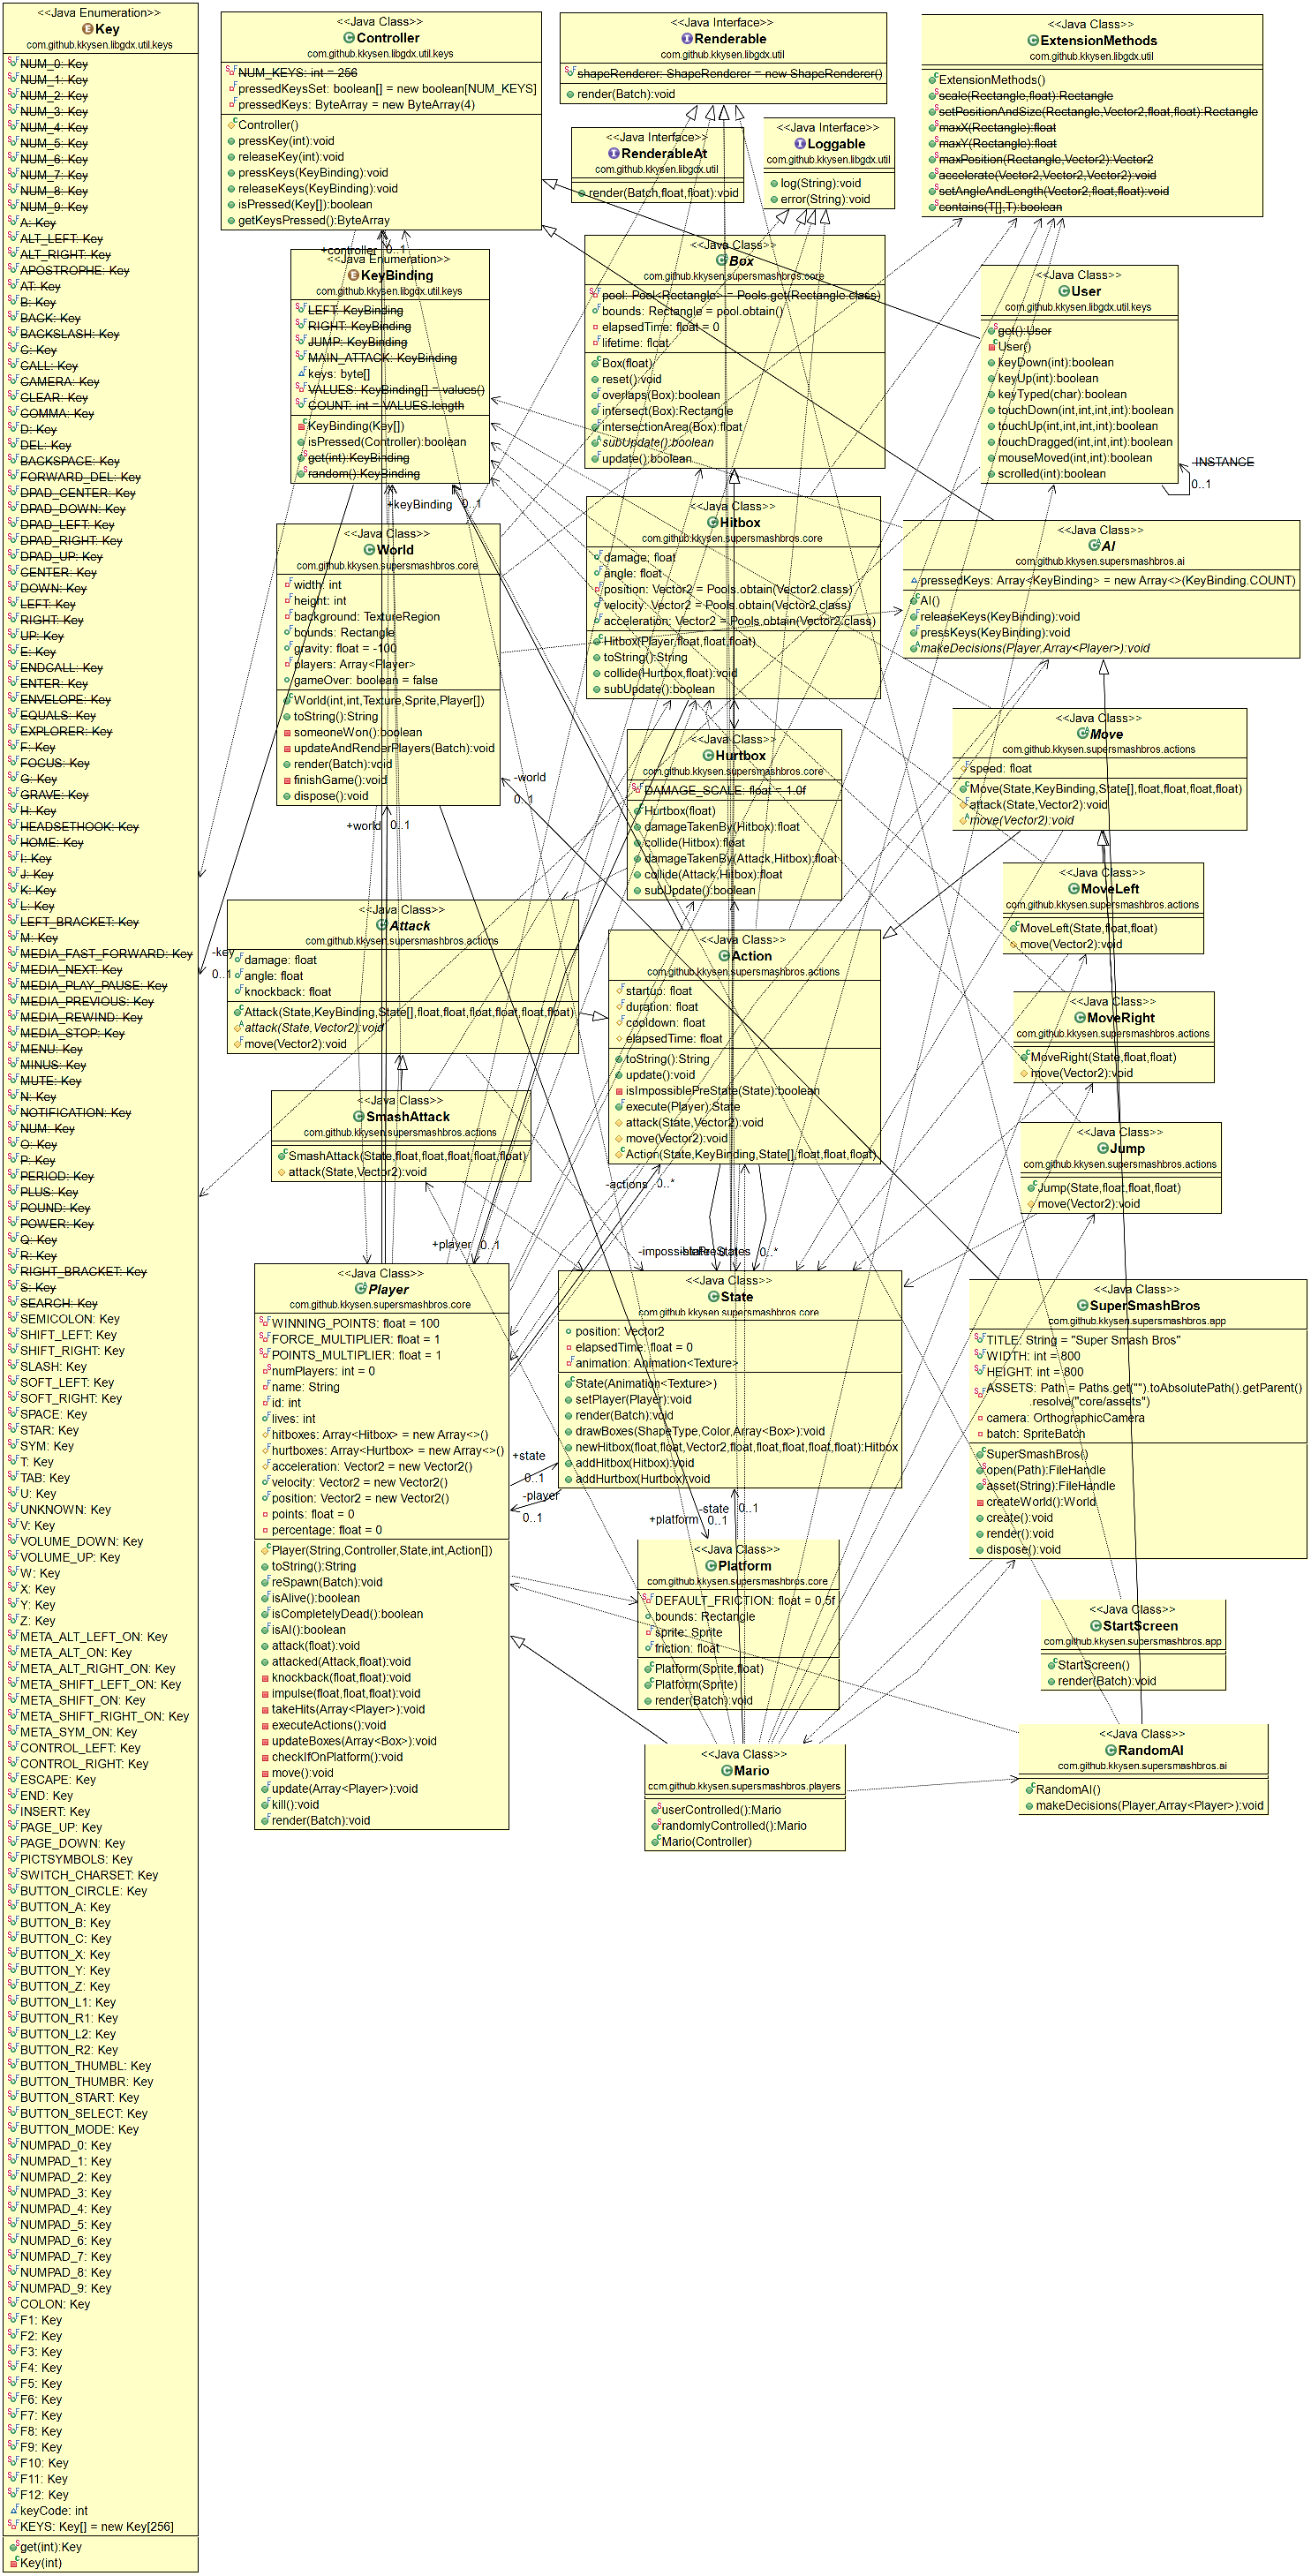 <<Java Enumeration>>
Key
com.github.kkysen.libgdx.util.keys
NUM_0: Key
NUM_1: Key
NUM_2: Key
NUM_3: Key
NUM_4: Key
NUM_5: Key
NUM_6: Key
NUM_7: Key
NUM_8: Key
NUM_9: Key
A: Key
ALT_LEFT: Key
ALT_RIGHT: Key
APOSTROPHE: Key
AT: Key
B: Key
BACK: Key
BACKSLASH: Key
C: Key
CALL: Key
CAMERA: Key
CLEAR: Key
COMMA: Key
D: Key
DEL: Key
BACKSPACE: Key
FORWARD_DEL: Key
DPAD_CENTER: Key
DPAD_DOWN: Key
DPAD_LEFT: Key
DPAD_RIGHT: Key
DPAD_UP: Key
CENTER: Key
DOWN: Key
LEFT: Key
RIGHT: Key
UP: Key
E: Key
ENDCALL: Key
ENTER: Key
ENVELOPE: Key
EQUALS: Key
EXPLORER: Key
F: Key
FOCUS: Key
G: Key
GRAVE: Key
H: Key
HEADSETHOOK: Key
HOME: Key
I: Key
J: Key
K: Key
L: Key
LEFT_BRACKET: Key
M: Key
MEDIA_FAST_FORWARD: Key
MEDIA_NEXT: Key
MEDIA_PLAY_PAUSE: Key
MEDIA_PREVIOUS: Key
MEDIA_REWIND: Key
MEDIA_STOP: Key
MENU: Key
MINUS: Key
MUTE: Key
N: Key
NOTIFICATION: Key
NUM: Key
O: Key
P: Key
PERIOD: Key
PLUS: Key
POUND: Key
POWER: Key
Q: Key
R: Key
RIGHT_BRACKET: Key
S: Key
SEARCH: Key
SEMICOLON: Key
SHIFT_LEFT: Key
SHIFT_RIGHT: Key
SLASH: Key
SOFT_LEFT: Key
SOFT_RIGHT: Key
SPACE: Key
STAR: Key
SYM: Key
T: Key
TAB: Key
U: Key
UNKNOWN: Key
V: Key
VOLUME_DOWN: Key
VOLUME_UP: Key
W: Key
X: Key
Y: Key
Z: Key
META_ALT_LEFT_ON: Key
META_ALT_ON: Key
META_ALT_RIGHT_ON: Key
META_SHIFT_LEFT_ON: Key
META_SHIFT_ON: Key
META_SHIFT_RIGHT_ON: Key
META_SYM_ON: Key
CONTROL_LEFT: Key
CONTROL_RIGHT: Key
ESCAPE: Key
END: Key
INSERT: Key
PAGE_UP: Key
PAGE_DOWN: Key
PICTSYMBOLS: Key
SWITCH_CHARSET: Key
BUTTON_CIRCLE: Key
BUTTON_A: Key
BUTTON_B: Key
BUTTON_C: Key
BUTTON_X: Key
BUTTON_Y: Key
BUTTON_Z: Key
BUTTON_L1: Key
BUTTON_R1: Key
BUTTON_L2: Key
BUTTON_R2: Key
BUTTON_THUMBL: Key
BUTTON_THUMBR: Key
BUTTON_START: Key
BUTTON_SELECT: Key
BUTTON_MODE: Key
NUMPAD_0: Key
NUMPAD_1: Key
NUMPAD_2: Key
NUMPAD_3: Key
NUMPAD_4: Key
NUMPAD_5: Key
NUMPAD_6: Key
NUMPAD_7: Key
NUMPAD_8: Key
NUMPAD_9: Key
COLON: Key
F1: Key
F2: Key
F3: Key
F4: Key
F5: Key
F6: Key
F7: Key
F8: Key
F9: Key
F10: Key
F11: Key
F12: Key
keyCode: int
KEYS: Key[] = new Key[256]
get(int):Key
Key(int)
<<Java Class>>
Controller
com.github.kkysen.libgdx.util.keys
NUM_KEYS: int = 256
pressedKeysSet: boolean[] = new boolean[NUM_KEYS]
pressedKeys: ByteArray = new ByteArray(4)
Controller()
pressKey(int):void
releaseKey(int):void
pressKeys(KeyBinding):void
releaseKeys(KeyBinding):void
isPressed(Key[]):boolean
getKeysPressed():ByteArray
+controller 0..1
<<Java Interface>>
Renderable
com.github.kkysen.libgdx.util
shapeRenderer: ShapeRenderer = new ShapeRenderer()
render(Batch):void
<<Java Interface>>
RenderableAt
com.github.kkysen.libgdx.util
render(Batch,float,float):void
<<Java Interface>>
Loggable
com.github.kkysen.libgdx.util
log(String):void
error(String):void
<<Java Class>>
ExtensionMethods
com.github.kkysen.libgdx.util
ExtensionMethods()
scale(Rectangle,float):Rectangle
setPositionAndSize(Rectangle,Vector2,float,float):Rectangle
maxX(Rectangle):float
maxY(Rectangle):float
maxPosition(Rectangle,Vector2):Vector2
accelerate(Vector2,Vector2,Vector2):void
setAngleAndLength(Vector2,float,float):void
contains(T[],T):boolean
<<Java Enumeration>>
KeyBinding
com.github.kkysen.libgdx.util.keys
LEFT: KeyBinding
RIGHT: KeyBinding
JUMP: KeyBinding
MAIN_ATTACK: KeyBinding
keys: byte[]
VALUES: KeyBinding[] = values()
COUNT: int = VALUES.length
KeyBinding(Key[])
isPressed(Controller):boolean
get(int):KeyBinding
random():KeyBinding
+keyBinding 0..1
<<Java Class>>
Box
com.github.kkysen.supersmashbros.core
pool: Pool<Rectangle> = Pools.get(Rectangle.class)
bounds: Rectangle = pool.obtain()
elapsedTime: float = 0
lifetime: float
Box(float)
reset():void
overlaps(Box):boolean
intersect(Box):Rectangle
intersectionArea(Box):float
subUpdate():boolean
update():boolean
<<Java Class>>
User
com.github.kkysen.libgdx.util.keys
get():User
User()
keyDown(int):boolean
keyUp(int):boolean
keyTyped(char):boolean
touchDown(int,int,int,int):boolean
touchUp(int,int,int,int):boolean
touchDragged(int,int,int):boolean
mouseMoved(int,int):boolean
scrolled(int):boolean
-INSTANCE
0..1
<<Java Class>>
World
com.github.kkysen.supersmashbros.core
width: int
height: int
background: TextureRegion
bounds: Rectangle
gravity: float = -100
players: Array<Player>
gameOver: boolean = false
World(int,int,Texture,Sprite,Player[])
toString():String
someoneWon():boolean
updateAndRenderPlayers(Batch):void
render(Batch):void
finishGame():void
dispose():void
-world
0..1
+world 0..1
<<Java Class>>
Hitbox
com.github.kkysen.supersmashbros.core
damage: float
angle: float
position: Vector2 = Pools.obtain(Vector2.class)
velocity: Vector2 = Pools.obtain(Vector2.class)
acceleration: Vector2 = Pools.obtain(Vector2.class)
Hitbox(Player,float,float,float)
toString():String
collide(Hurtbox,float):void
subUpdate():boolean
<<Java Class>>
AI
com.github.kkysen.supersmashbros.ai
pressedKeys: Array<KeyBinding> = new Array<>(KeyBinding.COUNT)
AI()
releaseKeys(KeyBinding):void
pressKeys(KeyBinding):void
makeDecisions(Player,Array<Player>):void
<<Java Class>>
Hurtbox
com.github.kkysen.supersmashbros.core
DAMAGE_SCALE: float = 1.0f
Hurtbox(float)
damageTakenBy(Hitbox):float
collide(Hitbox):float
damageTakenBy(Attack,Hitbox):float
collide(Attack,Hitbox):float
subUpdate():boolean
<<Java Class>>
Move
com.github.kkysen.supersmashbros.actions
speed: float
Move(State,KeyBinding,State[],float,float,float,float)
attack(State,Vector2):void
move(Vector2):void
<<Java Class>>
MoveLeft
com.github.kkysen.supersmashbros.actions
MoveLeft(State,float,float)
move(Vector2):void
-key
0..1
<<Java Class>>
Attack
com.github.kkysen.supersmashbros.actions
damage: float
angle: float
knockback: float
Attack(State,KeyBinding,State[],float,float,float,float,float,float)
attack(State,Vector2):void
move(Vector2):void
<<Java Class>>
Action
com.github.kkysen.supersmashbros.actions
startup: float
duration: float
cooldown: float
elapsedTime: float
toString():String
update():void
isImpossiblePreState(State):boolean
execute(Player):State
attack(State,Vector2):void
move(Vector2):void
Action(State,KeyBinding,State[],float,float,float)
<<Java Class>>
MoveRight
com.github.kkysen.supersmashbros.actions
MoveRight(State,float,float)
move(Vector2):void
<<Java Class>>
SmashAttack
com.github.kkysen.supersmashbros.actions
SmashAttack(State,float,float,float,float,float)
attack(State,Vector2):void
<<Java Class>>
Jump
com.github.kkysen.supersmashbros.actions
Jump(State,float,float,float)
move(Vector2):void
-actions 0..*
+player 0..1
0..*
<<Java Class>>
Player
com.github.kkysen.supersmashbros.core
WINNING_POINTS: float = 100
FORCE_MULTIPLIER: float = 1
POINTS_MULTIPLIER: float = 1
numPlayers: int = 0
name: String
id: int
lives: int
hitboxes: Array<Hitbox> = new Array<>()
hurtboxes: Array<Hurtbox> = new Array<>()
acceleration: Vector2 = new Vector2()
velocity: Vector2 = new Vector2()
position: Vector2 = new Vector2()
points: float = 0
percentage: float = 0
Player(String,Controller,State,int,Action[])
toString():String
reSpawn(Batch):void
isAlive():boolean
isCompletelyDead():boolean
isAI():boolean
attack(float):void
attacked(Attack,float):void
knockback(float,float):void
impulse(float,float,float):void
takeHits(Array<Player>):void
executeActions():void
updateBoxes(Array<Box>):void
checkIfOnPlatform():void
move():void
update(Array<Player>):void
kill():void
render(Batch):void
<<Java Class>>
State
com.github.kkysen.supersmashbros.core
position: Vector2
elapsedTime: float = 0
animation: Animation<Texture>
State(Animation<Texture>)
setPlayer(Player):void
render(Batch):void
drawBoxes(ShapeType,Color,Array<Box>):void
newHitbox(float,float,Vector2,float,float,float,float,float):Hitbox
addHitbox(Hitbox):void
addHurtbox(Hurtbox):void
+state
0..1
-player
0..1
-state 0..1
+platform 0..1
<<Java Class>>
SuperSmashBros
com.github.kkysen.supersmashbros.app
TITLE: String = "Super Smash Bros"
WIDTH: int = 800
HEIGHT: int = 800
ASSETS: Path = Paths.get("").toAbsolutePath().getParent()
.resolve("core/assets")
camera: OrthographicCamera
batch: SpriteBatch
SuperSmashBros()
open(Path):FileHandle
asset(String):FileHandle
createWorld():World
create():void
render():void
dispose():void
<<Java Class>>
Platform
com.github.kkysen.supersmashbros.core
DEFAULT_FRICTION: float = 0.5f
bounds: Rectangle
sprite: Sprite
friction: float
Platform(Sprite,float)
Platform(Sprite)
render(Batch):void
<<Java Class>>
StartScreen
com.github.kkysen.supersmashbros.app
StartScreen()
render(Batch):void
<<Java Class>>
Mario
com.github.kkysen.supersmashbros.players
userControlled():Mario
randomlyControlled():Mario
Mario(Controller)
<<Java Class>>
RandomAI
com.github.kkysen.supersmashbros.ai
RandomAI()
makeDecisions(Player,Array<Player>):void